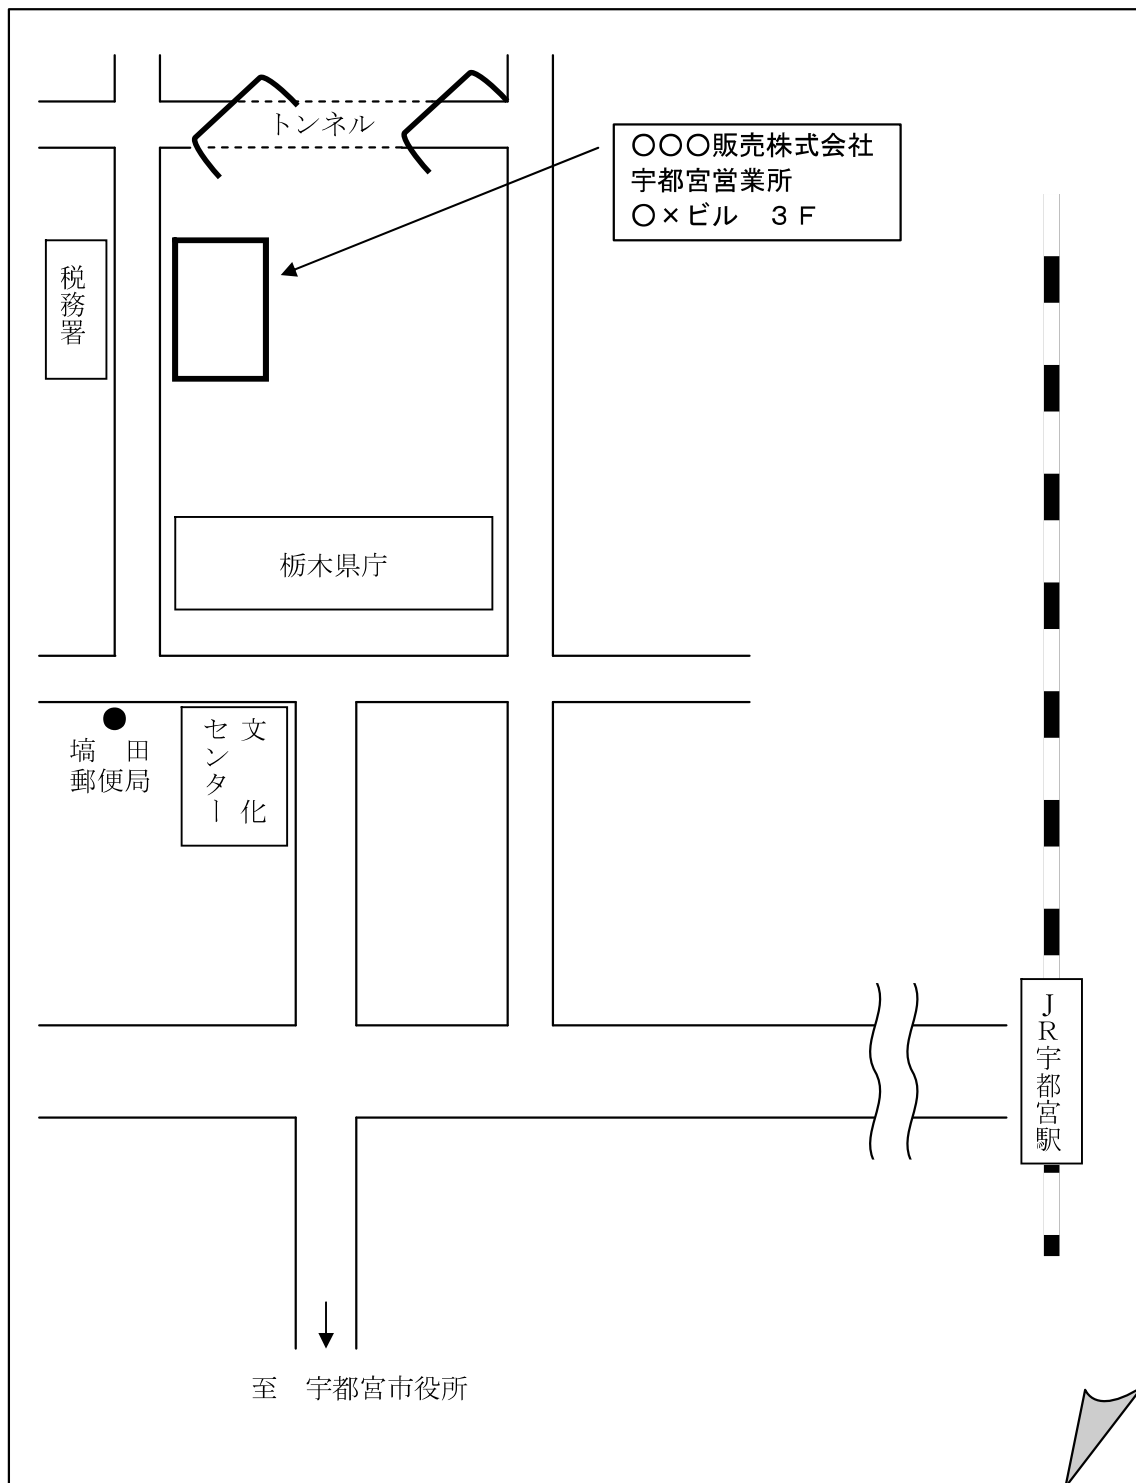 トンネル
〇〇〇販売株式会社
宇都宮営業所
〇×ビル　３Ｆ
税務署
栃木県庁
塙　田
郵便局
文　化
センター
ＪＲ宇都宮駅
至　宇都宮市役所